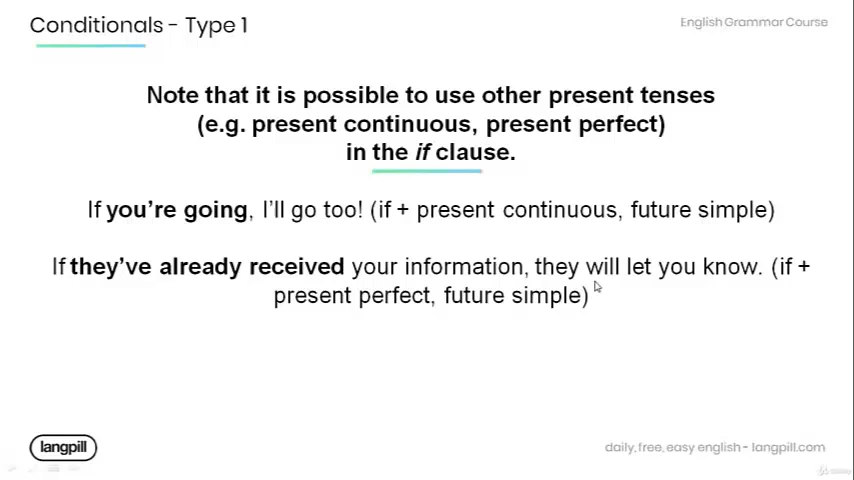 Conditionals - Type 1
English Grammar Course
Note that it is possible to use other present tenses
(e.g. present continuous, present perfect)
in the if clause.
If you're going, I'll go too! (if + present continuous, future simple)
If they've already received your information, they will let you know. (if +
present perfect, future simple)
langpill
daily, free, easy english - langpill.com